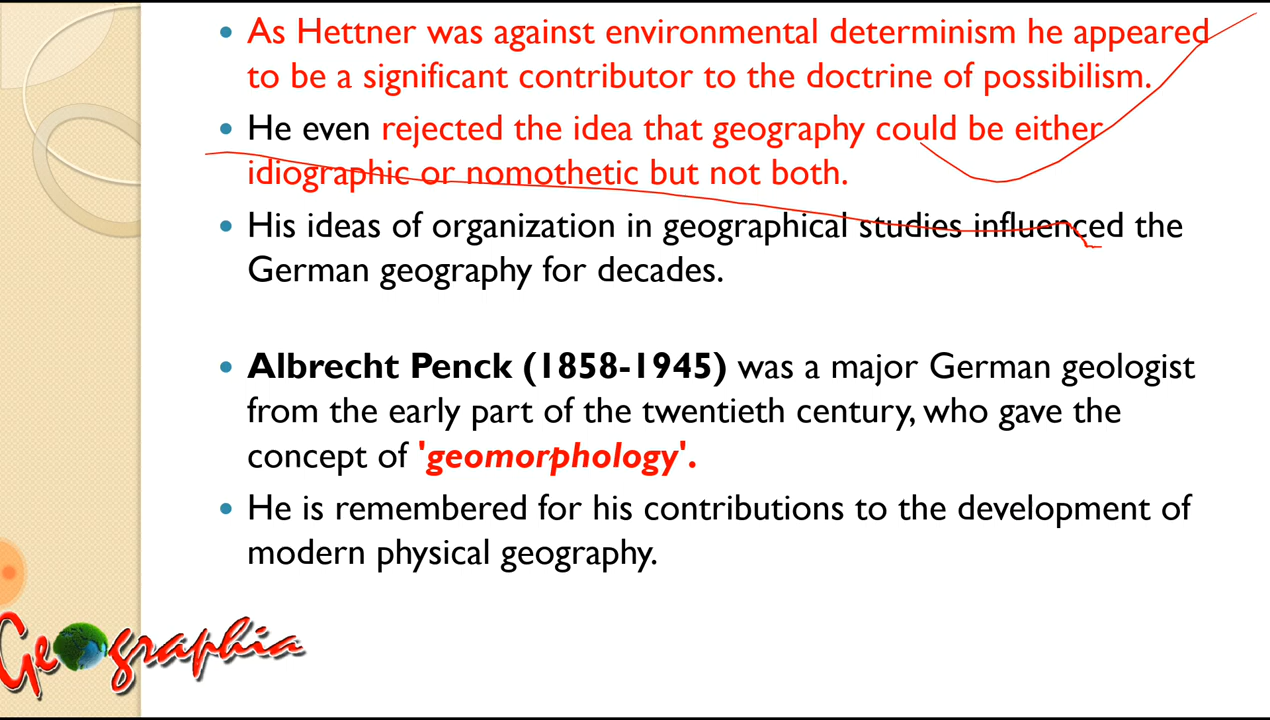 • As Hettner was against environmental determinism he appeared
to be a significant contributor to the doctrine of possibilism.
• He even rejected the idea that geography could be either
idiographic or nomothetic but not both.
• His ideas of organization in geographical studies influenced the
German geography for decades.
• Albrecht Penck (1858-1945) was a major German geologist
from the early part of the twentieth century, who gave the
concept of 'geomorphology'.
• He is remembered for his contributions to the development of
modern physical geography.
Geographia